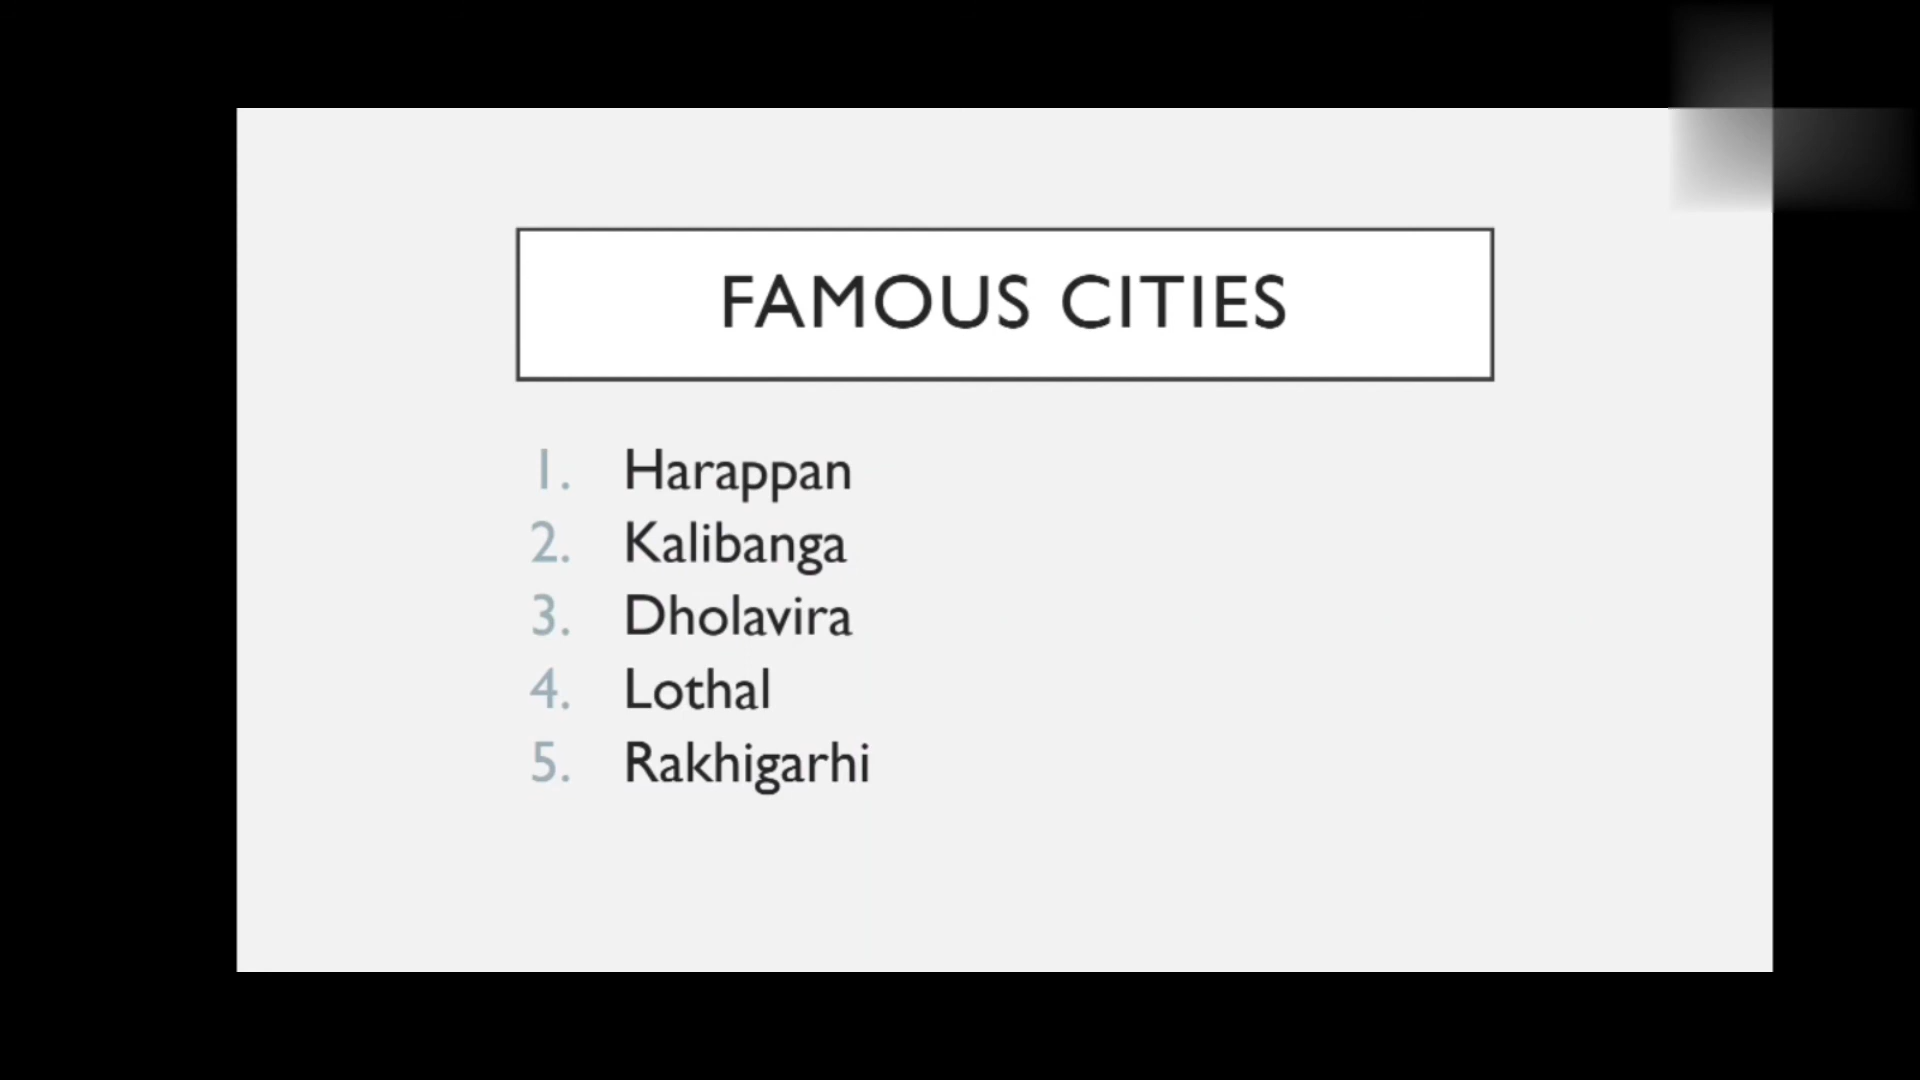 FAMOUS CITIES
1. Harappan
2. Kalibanga
3. Dholavira
4. Lothal
5. Rakhigarhi